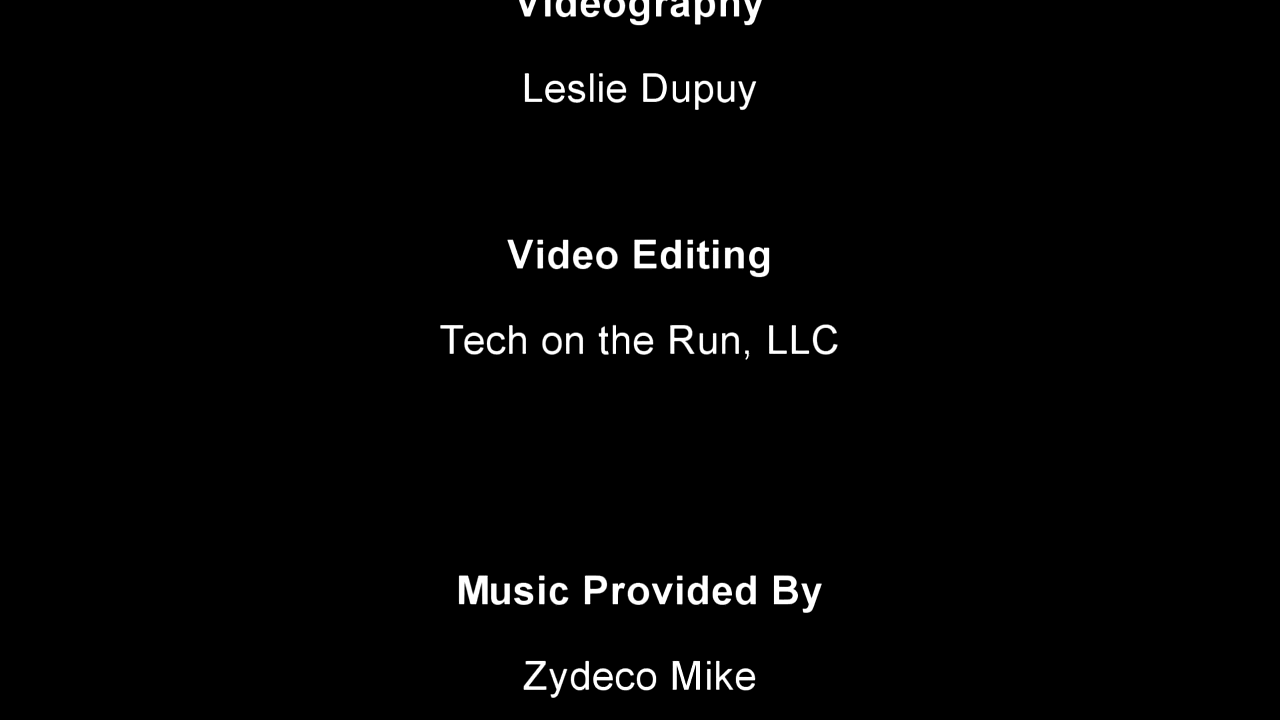 Videography
Leslie Dupuy
Video Editing
Tech on the Run, LLC
Music Provided By
Zydeco Mike